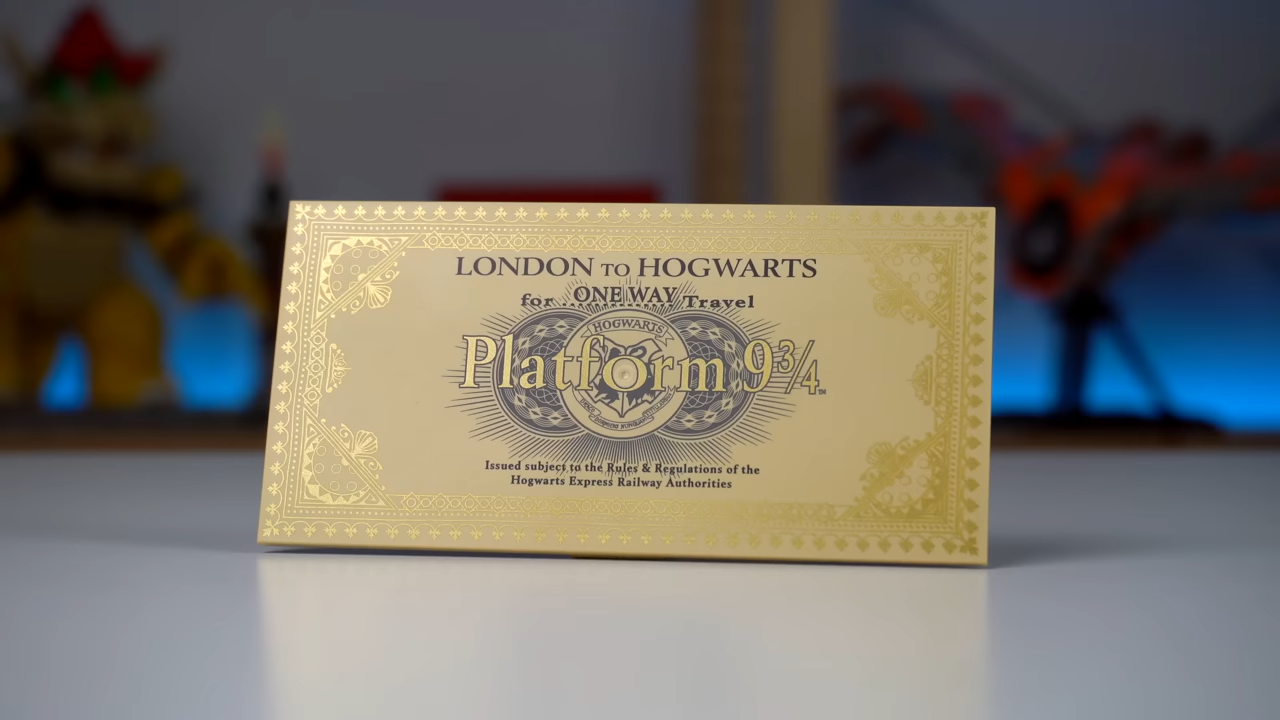 LONDON TO HOGWARTS
for ONE WAY Travel
HOGWARTS
Platform 9¾™
Issued subject to the Rules & Regulations of the
Hogwarts Express Railway Authorities